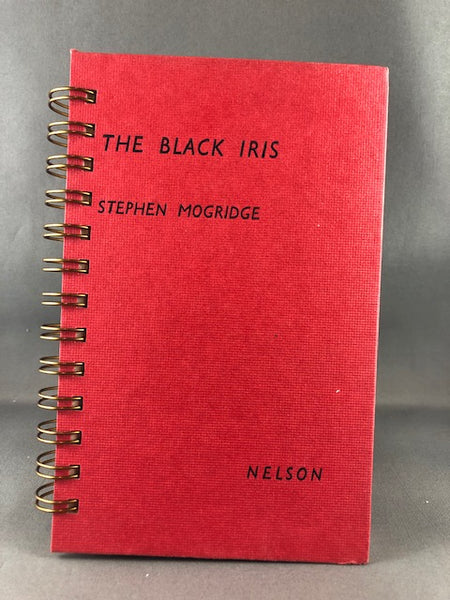 THE BLACK IRIS
STEPHEN MOGRIDGE
NELSON